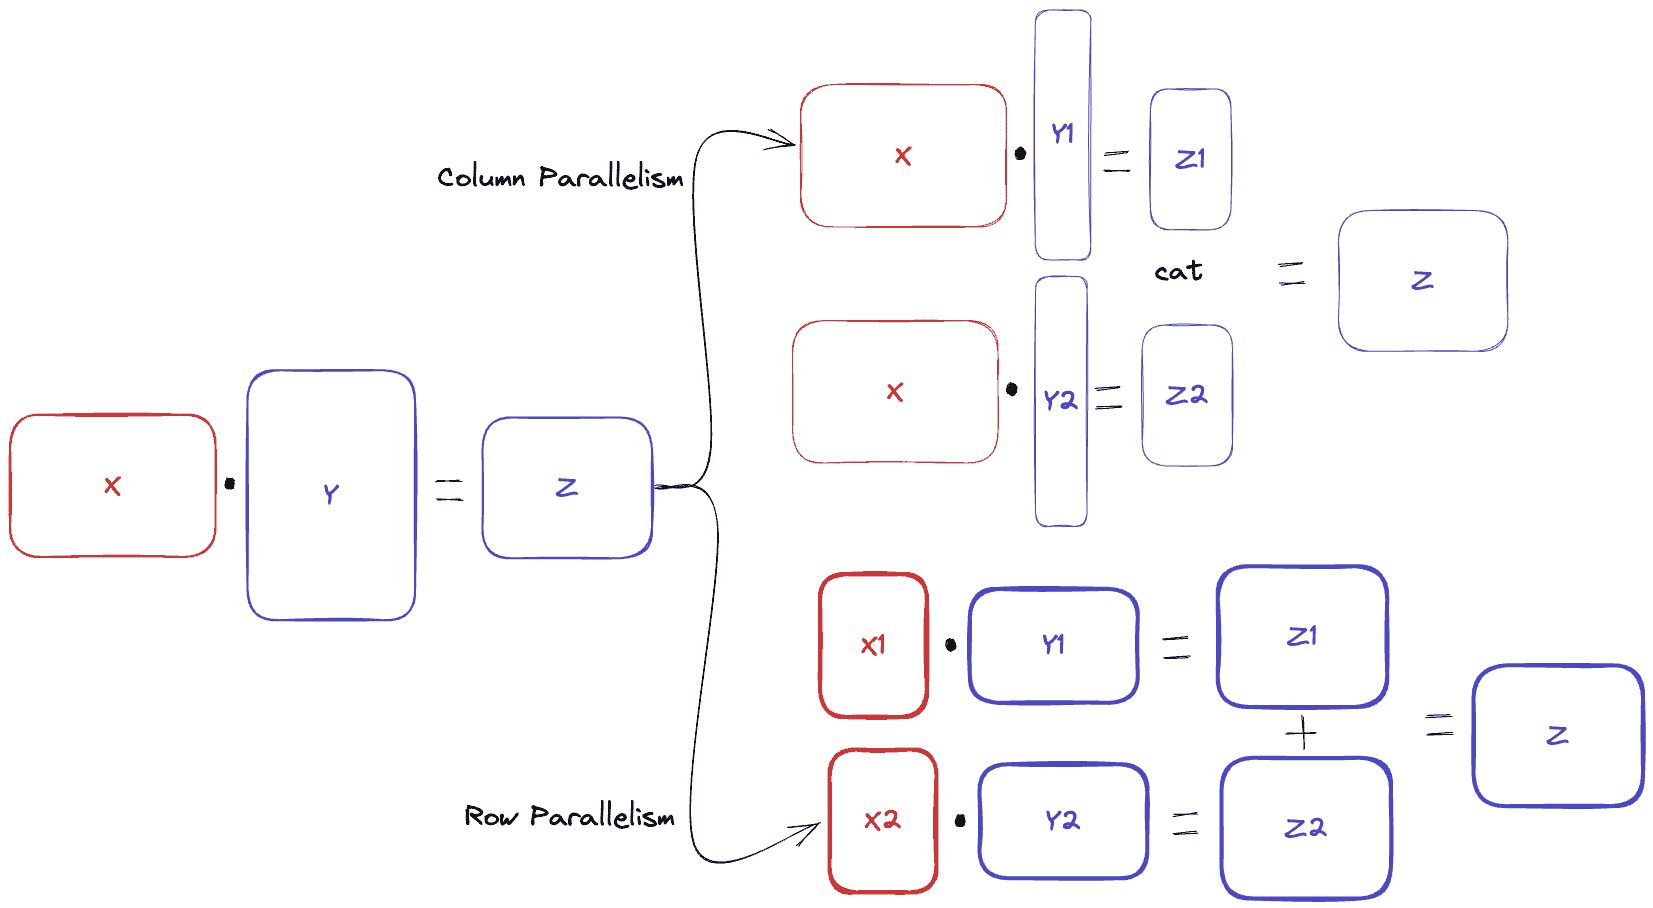 X • Y = Z
Column Parallelism
X • Y1 = Z1
cat = Z
X • Y2 = Z2
Row Parallelism
X1 • Y1 = Z1
+ = Z
X2 • Y2 = Z2